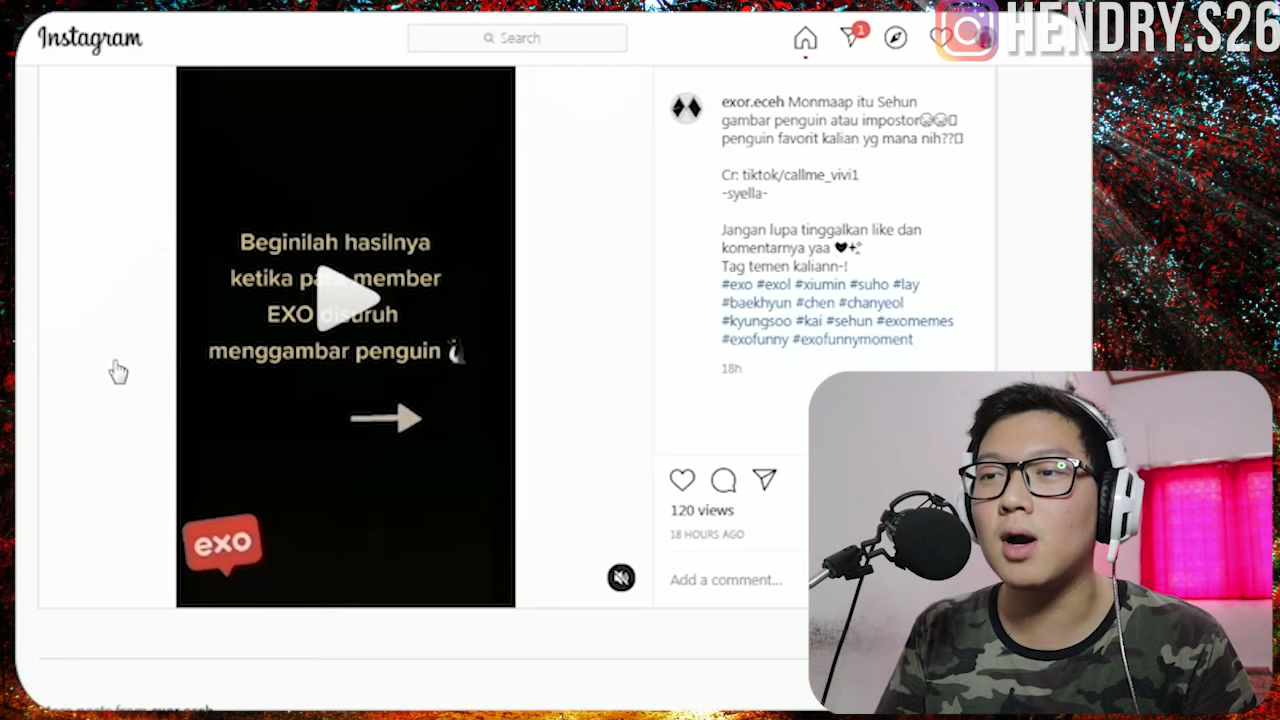 Instagram
Search
1
HENDRY.S26
Beginilah hasilnya
ketika para member
EXO disuruh
menggambar penguin
exo
exor.eceh Monmaap itu Sehun
gambar penguin atau impostor
penguin favorit kalian yg mana nih??
Cr: tiktok/callme_vivi1
-syella-
Jangan lupa tinggalkan like dan
komentarnya yaa
Tag temen kaliann-!
#exo #exol #xiumin #suho #lay
#baekhyun #chen #chanyeol
#kyungsoo #kai #sehun #exomemes
#exofunny #exofunnymoment
18h
120 views
18 HOURS AGO
Add a comment...